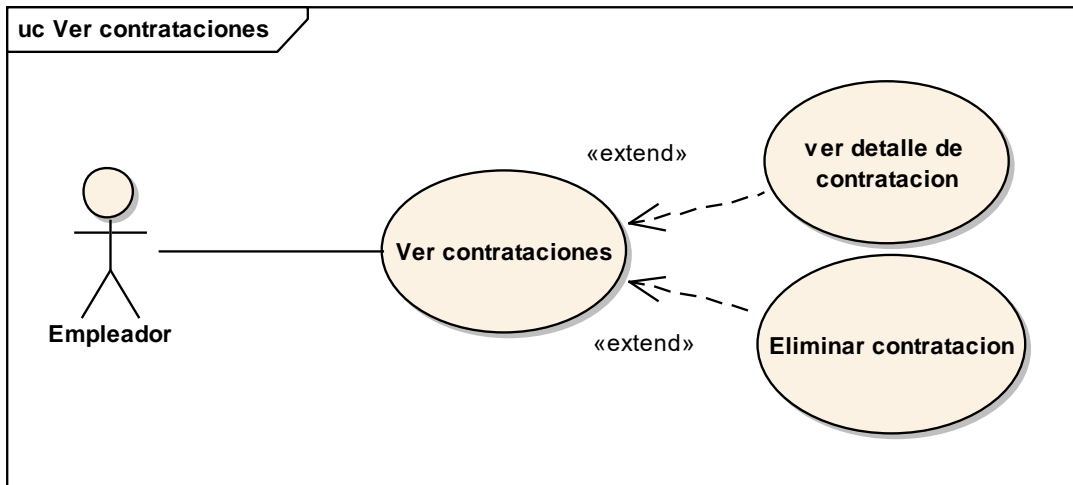 uc Ver contrataciones
«extend»
ver detalle de
contratacion
Ver contrataciones
Empleador
«extend»
Eliminar contratacion